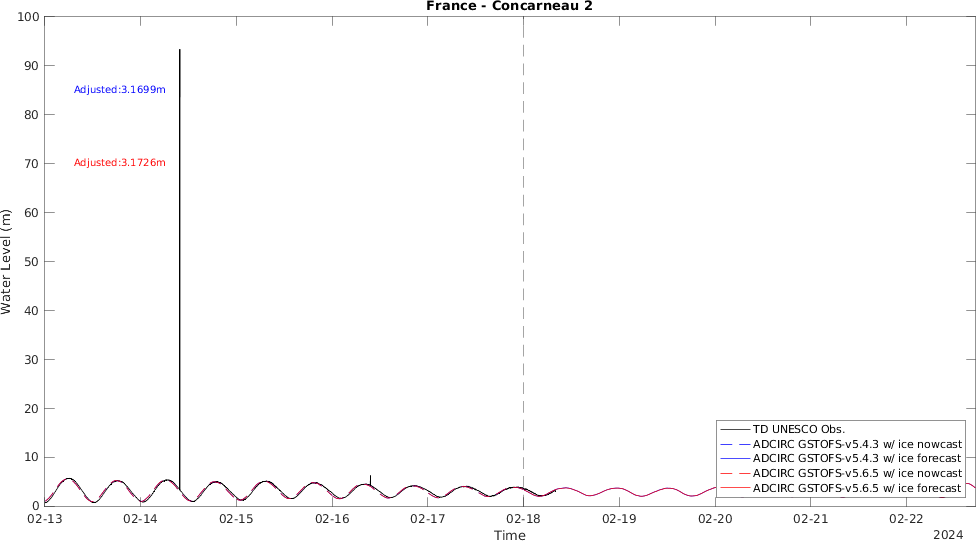 France - Concarneau 2
100
90
80
70
60
50
40
30
20
10
0
Water Level (m)
Adjusted:3.1699m
Adjusted:3.1726m
TD UNESCO Obs.
ADCIRC GSTOFS-v5.4.3 w/ ice nowcast
ADCIRC GSTOFS-v5.4.3 w/ ice forecast
ADCIRC GSTOFS-v5.6.5 w/ ice nowcast
ADCIRC GSTOFS-v5.6.5 w/ ice forecast
02-13 02-14 02-15 02-16 02-17 02-18 02-19 02-20 02-21 02-22
Time
2024